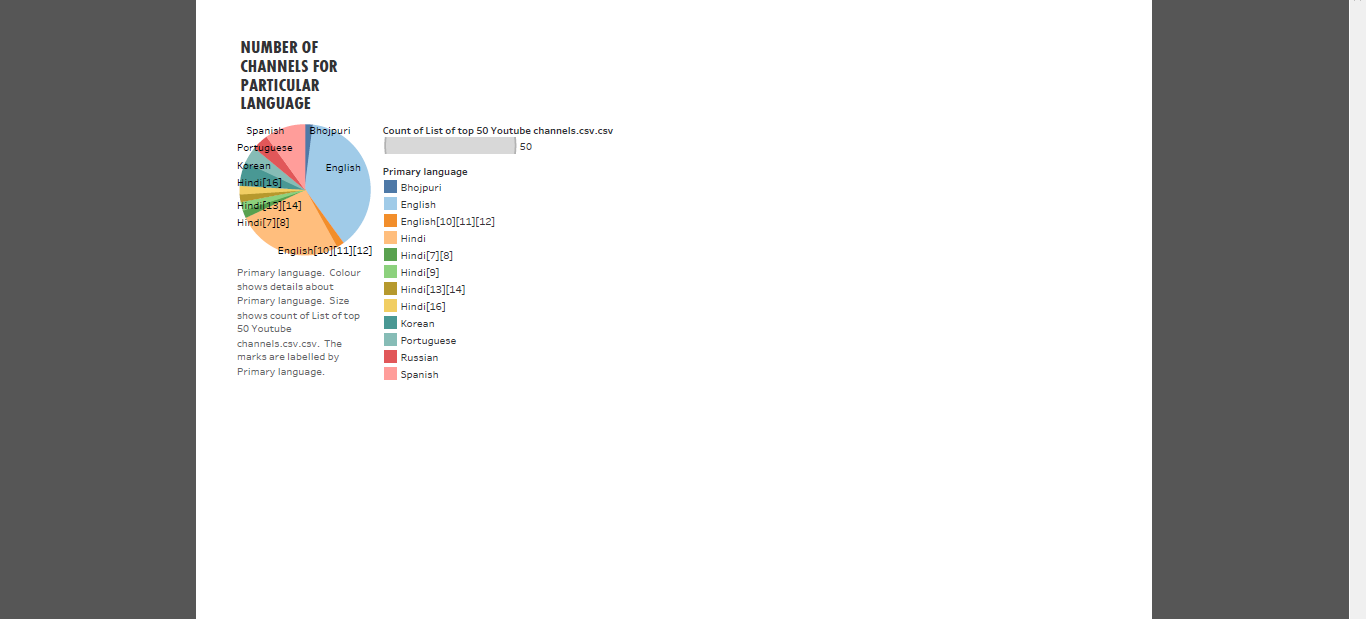 NUMBER OF
CHANNELS FOR
PARTICULAR
LANGUAGE
Spanish
Bhojpuri
Portuguese
Korean
English
Hindi[16]
Hindi[13][14]
Hindi[7][8]
English[10][11][12]
Primary language. Colour
shows details about
Primary language. Size
shows count of List of top
50 Youtube
channels.csv.csv. The
marks are labelled by
Primary language.
Count of List of top 50 Youtube channels.csv.csv
50
Primary language
Bhojpuri
English
English[10][11][12]
Hindi
Hindi[7][8]
Hindi[9]
Hindi[13][14]
Hindi[16]
Korean
Portuguese
Russian
Spanish